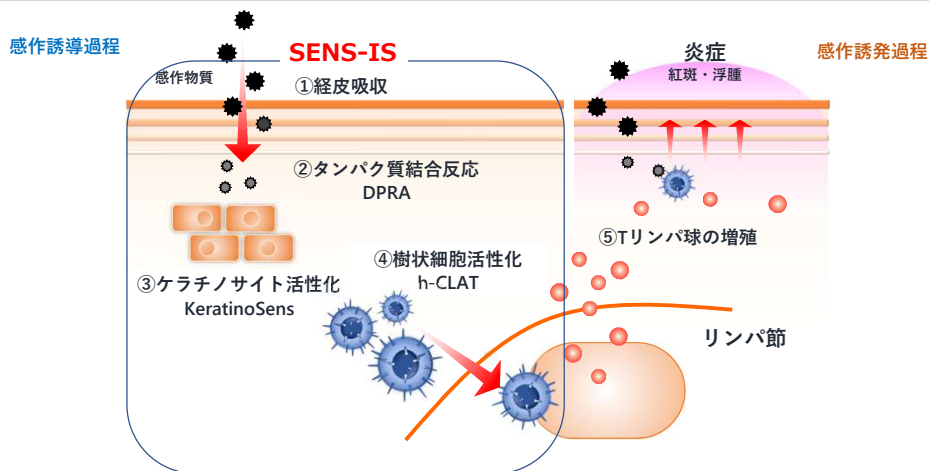 感作誘導過程
SENS-IS
炎症
紅斑・浮腫
感作誘発過程
感作物質
①経皮吸収
②タンパク質結合反応
DPRA
③ケラチノサイト活性化
KeratinoSens
④樹状細胞活性化
h-CLAT
⑤Tリンパ球の増殖
リンパ節